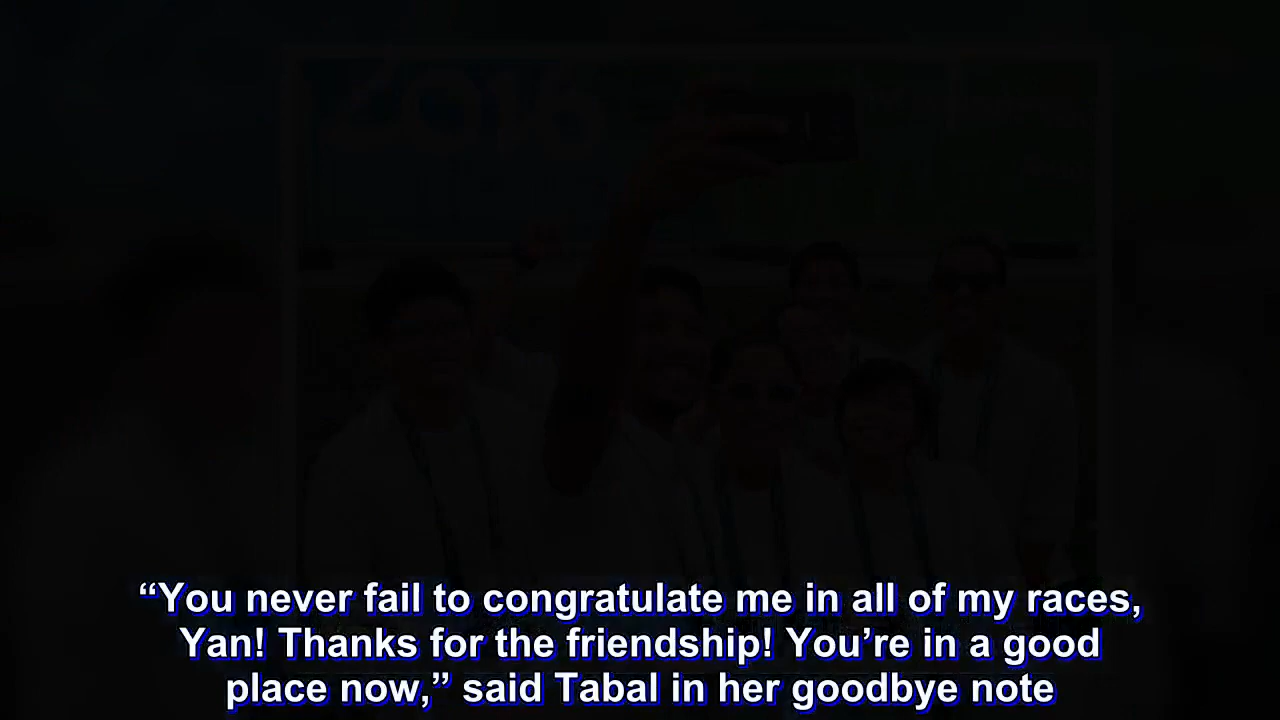 2016
“You never fail to congratulate me in all of my races,
Yan! Thanks for the friendship! You’re in a good
place now,” said Tabal in her goodbye note